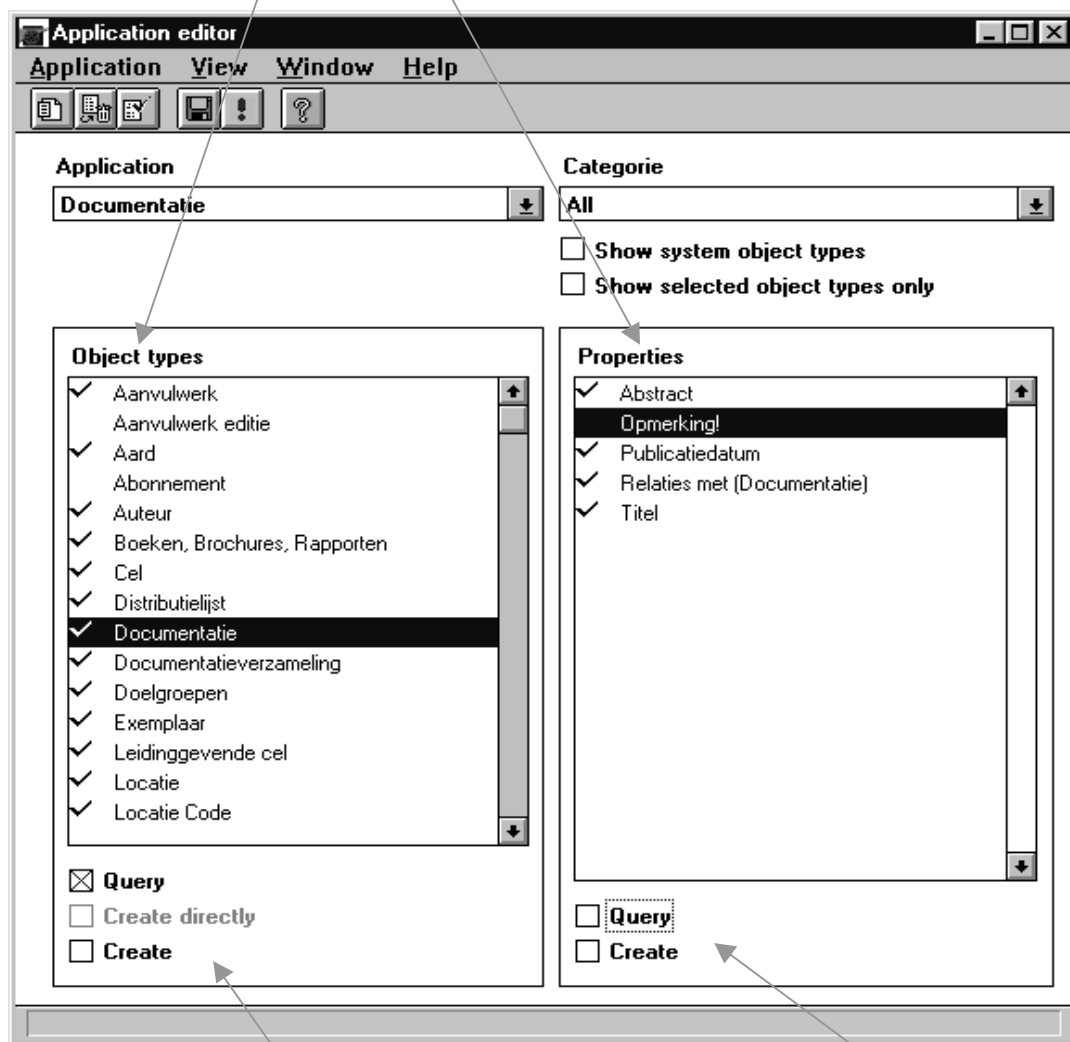 Application editor
Application View Window Help
Application
Documentatie
Categorie
All
Show system object types
Show selected object types only
Object types
Aanvulwerk
Aanvulwerk editie
Aard
Abonnement
Auteur
Boeken, Brochures, Rapporten
Cel
Distributielijst
Documentatie
Documentatieverzameling
Doelgroepen
Exemplaar
Leidinggevende cel
Locatie
Locatie Code
Query
Create directly
Create
Properties
Abstract
Opmerking!
Publicatiedatum
Relaties met (Documentatie)
Titel
Query
Create